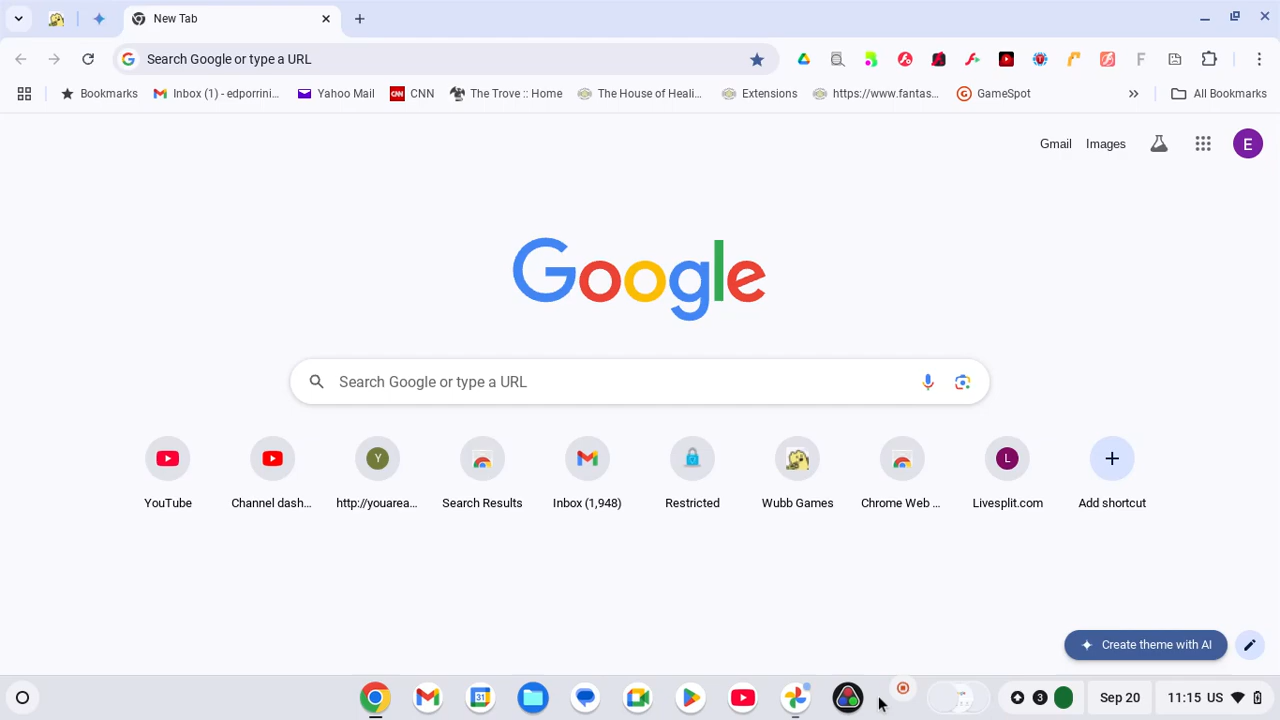 New Tab
Search Google or type a URL
Bookmarks Inbox (1) - edporrini... Yahoo Mail CNN The Trove :: Home The House of Heali... Extensions https://www.fantas... GameSpot » All Bookmarks
Gmail Images E
Google
Search Google or type a URL
YouTube Channel dash... http://youarea... Search Results Inbox (1,948) Restricted Wubb Games Chrome Web ... Livesplit.com Add shortcut
Create theme with AI
3 Sep 20 11:15 US